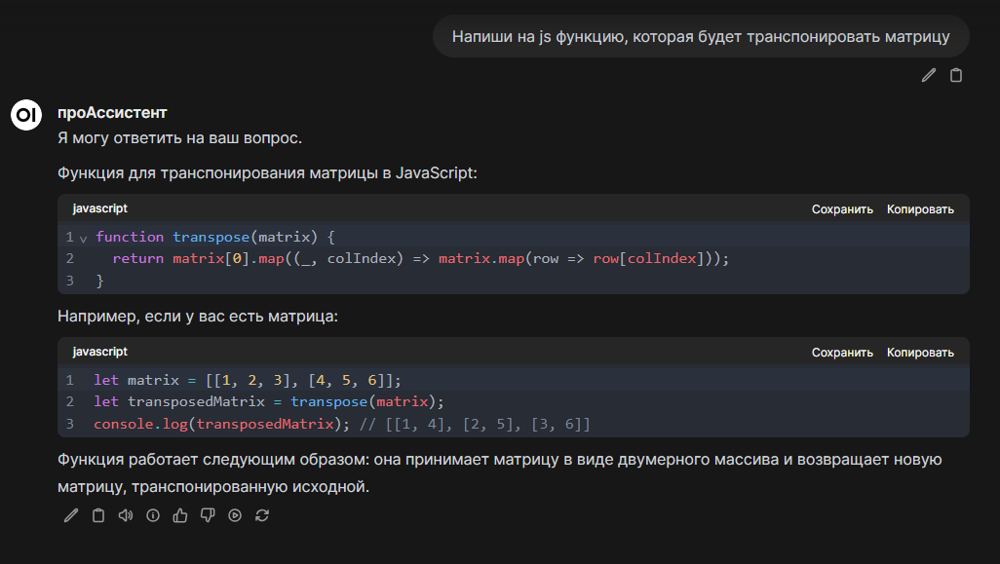 Напиши на js функцию, которая будет транспонировать матрицу
OI
проАссистент
Я могу ответить на ваш вопрос.
Функция для транспонирования матрицы в JavaScript:
javascript Сохранить Копировать
1 function transpose(matrix) {
2 return matrix[0].map((_, colIndex) => matrix.map(row => row[colIndex]));
3 }
Например, если у вас есть матрица:
javascript Сохранить Копировать
1 let matrix = [[1, 2, 3], [4, 5, 6]];
2 let transposedMatrix = transpose(matrix);
3 console.log(transposedMatrix); // [[1, 4], [2, 5], [3, 6]]
Функция работает следующим образом: она принимает матрицу в виде двумерного массива и возвращает новую
матрицу, транспонированную исходной.